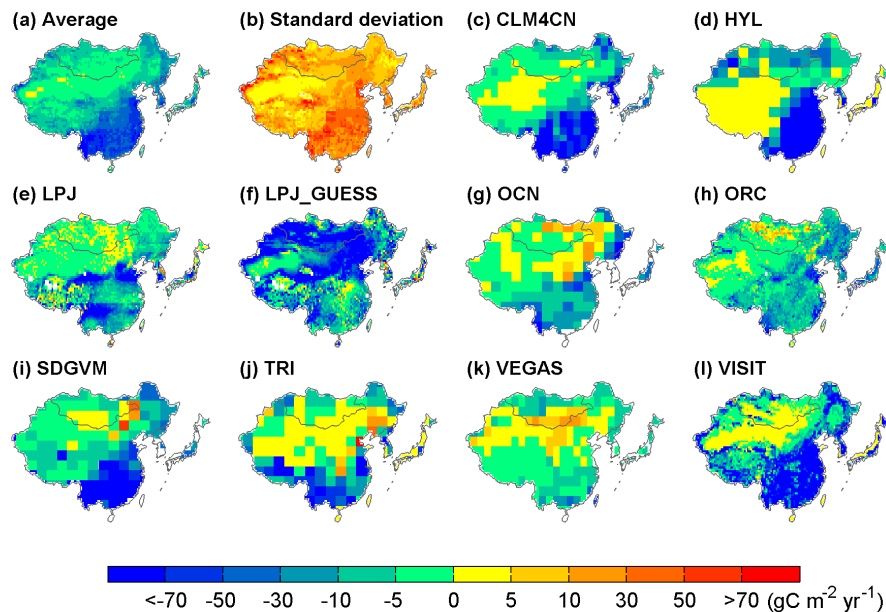 (a) Average (b) Standard deviation (c) CLM4CN (d) HYL
(e) LPJ (f) LPJ_GUESS (g) OCN (h) ORC
(i) SDGVM (j) TRI (k) VEGAS (l) VISIT
<-70 -50 -30 -10 -5 0 5 10 30 50 >70 (gC m⁻² yr⁻¹)